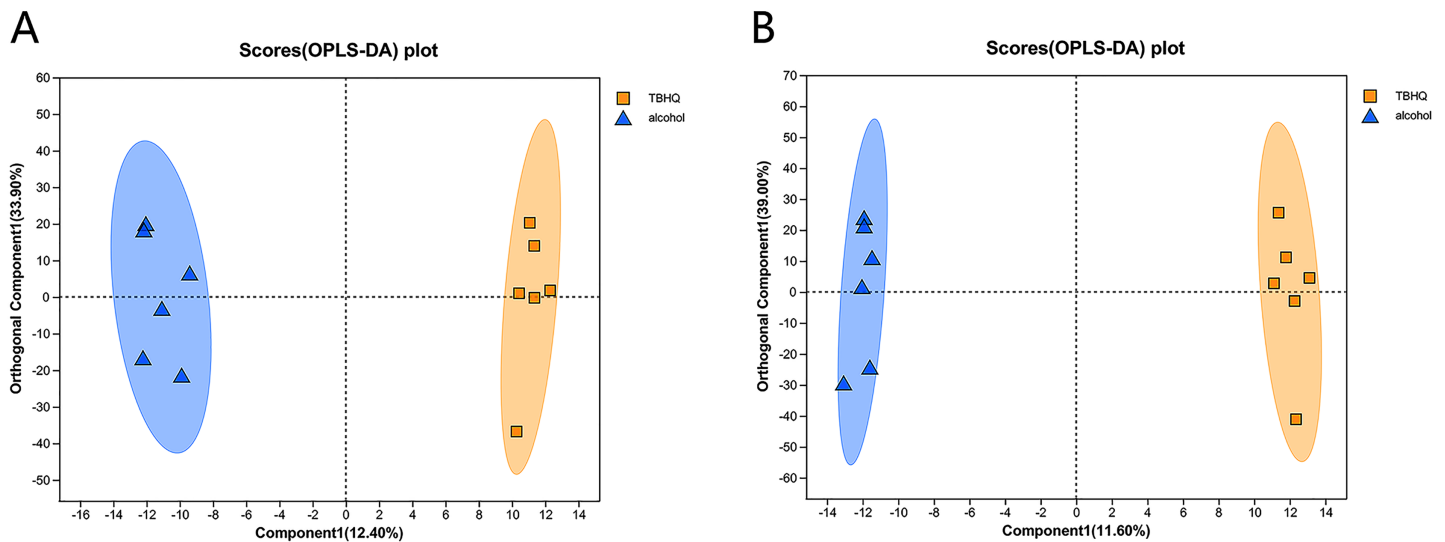 A
Scores(OPLS-DA) plot
TBHQ
alcohol
Orthogonal Component1(33.90%)
60
50
40
30
20
10
0
-10
-20
-30
-40
-50
-16 -14 -12 -10 -8 -6 -4 -2 0 2 4 6 8 10 12 14
Component1(12.40%)
B
Scores(OPLS-DA) plot
TBHQ
alcohol
Orthogonal Component1(39.00%)
70
60
50
40
30
20
10
0
-10
-20
-30
-40
-50
-60
-14 -12 -10 -8 -6 -4 -2 0 2 4 6 8 10 12 14
Component1(11.60%)